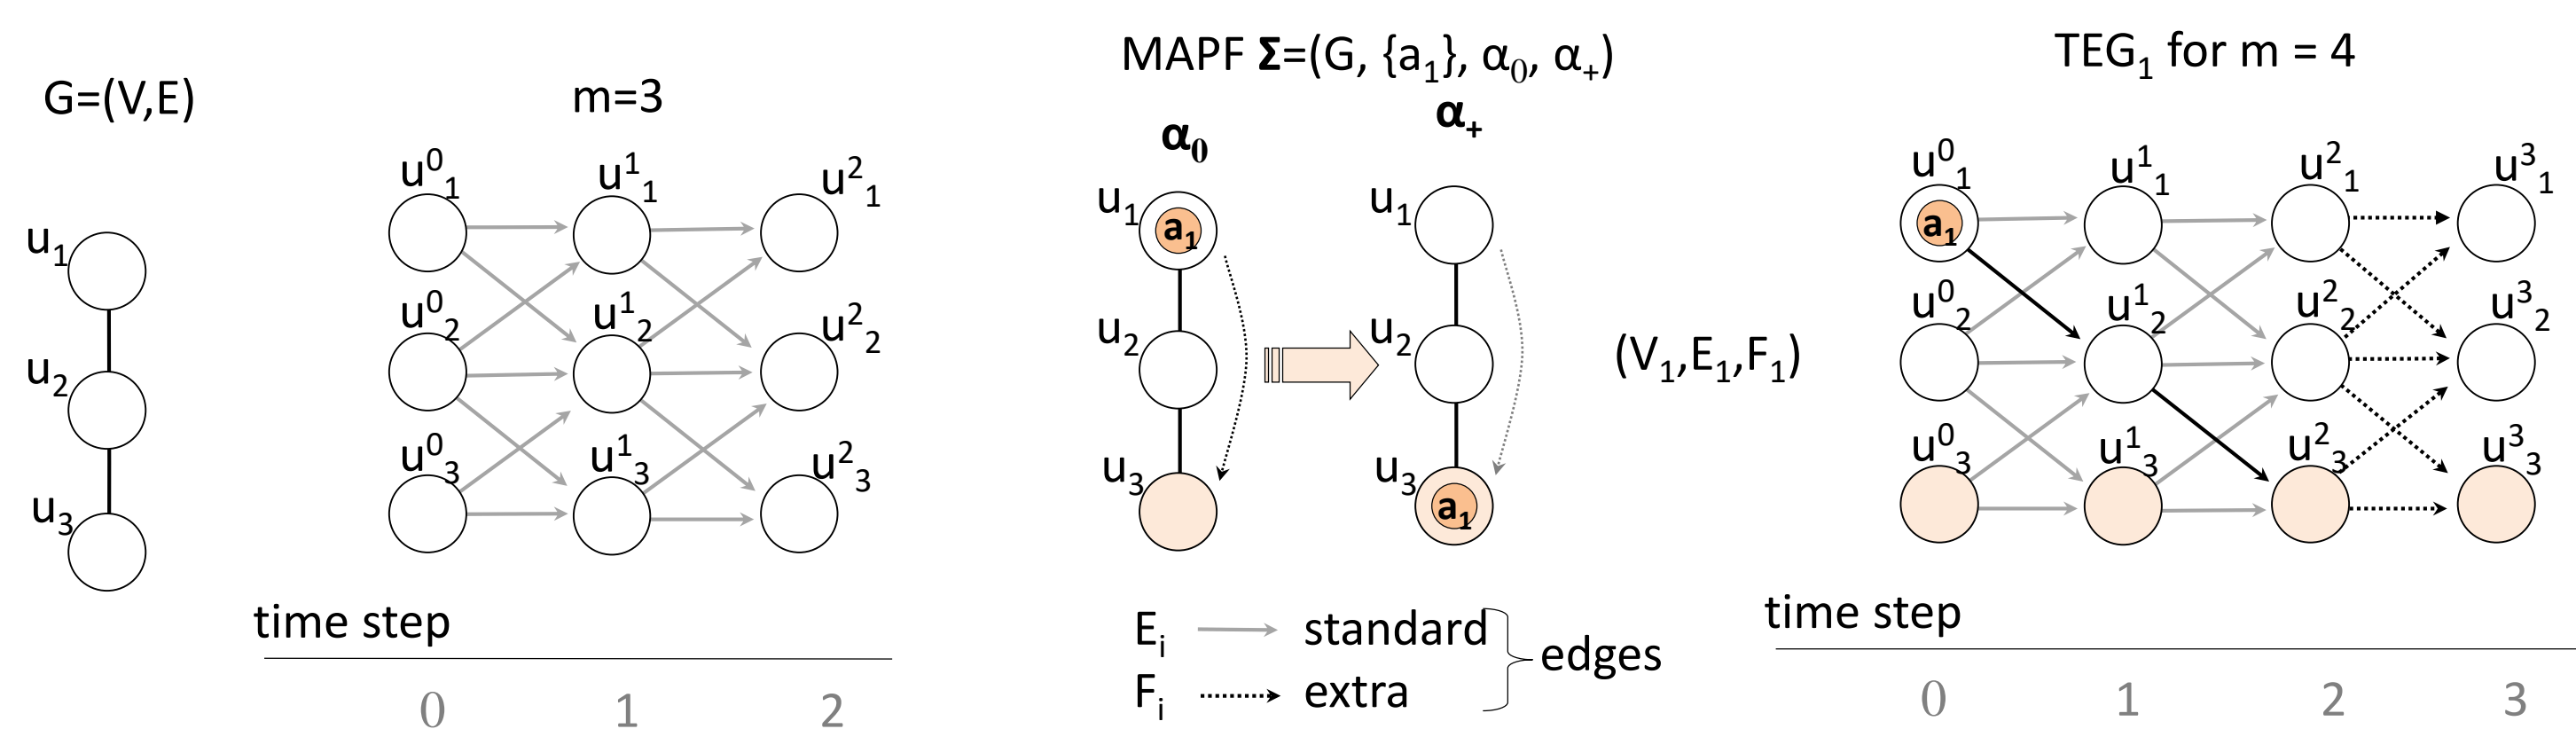 G=(V,E)
u1
u2
u3
m=3
u01 u11 u21
u02 u12 u22
u03 u13 u23
time step
0 1 2
MAPF Σ=(G, {a1}, α0, α+)
α0 α+
u1 a1 u1
u2 u2
u3 u3 a1
Ei standard
Fi extra
edges
TEG1 for m = 4
(V1,E1,F1)
u01 u11 u21 u31
a1
u02 u12 u22 u32
u03 u13 u23 u33
time step
0 1 2 3